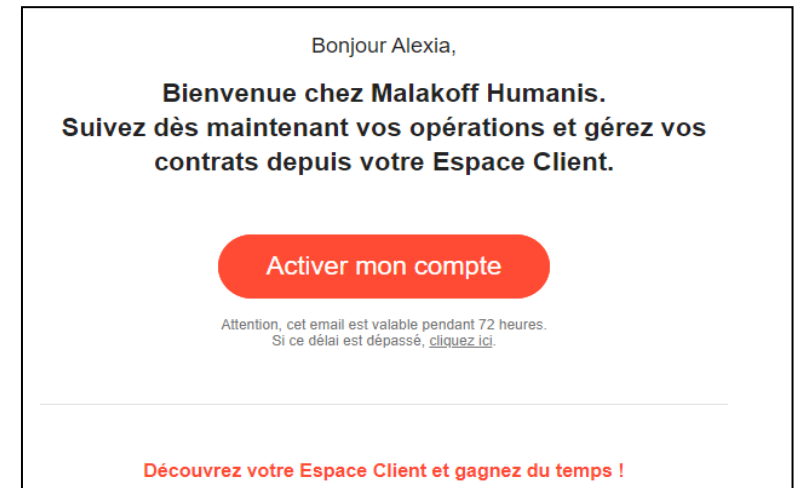 Bonjour Alexia,
Bienvenue chez Malakoff Humanis.
Suivez dès maintenant vos opérations et gérez vos
contrats depuis votre Espace Client.
Activer mon compte
Attention, cet email est valable pendant 72 heures.
Si ce délai est dépassé, cliquez ici.
Découvrez votre Espace Client et gagnez du temps !